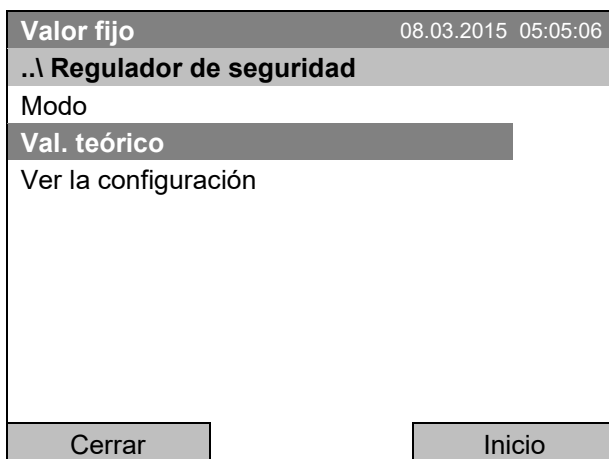 Valor fijo 08.03.2015 05:05:06
..\ Regulador de seguridad
Modo
Val. teórico
Ver la configuración
Cerrar Inicio